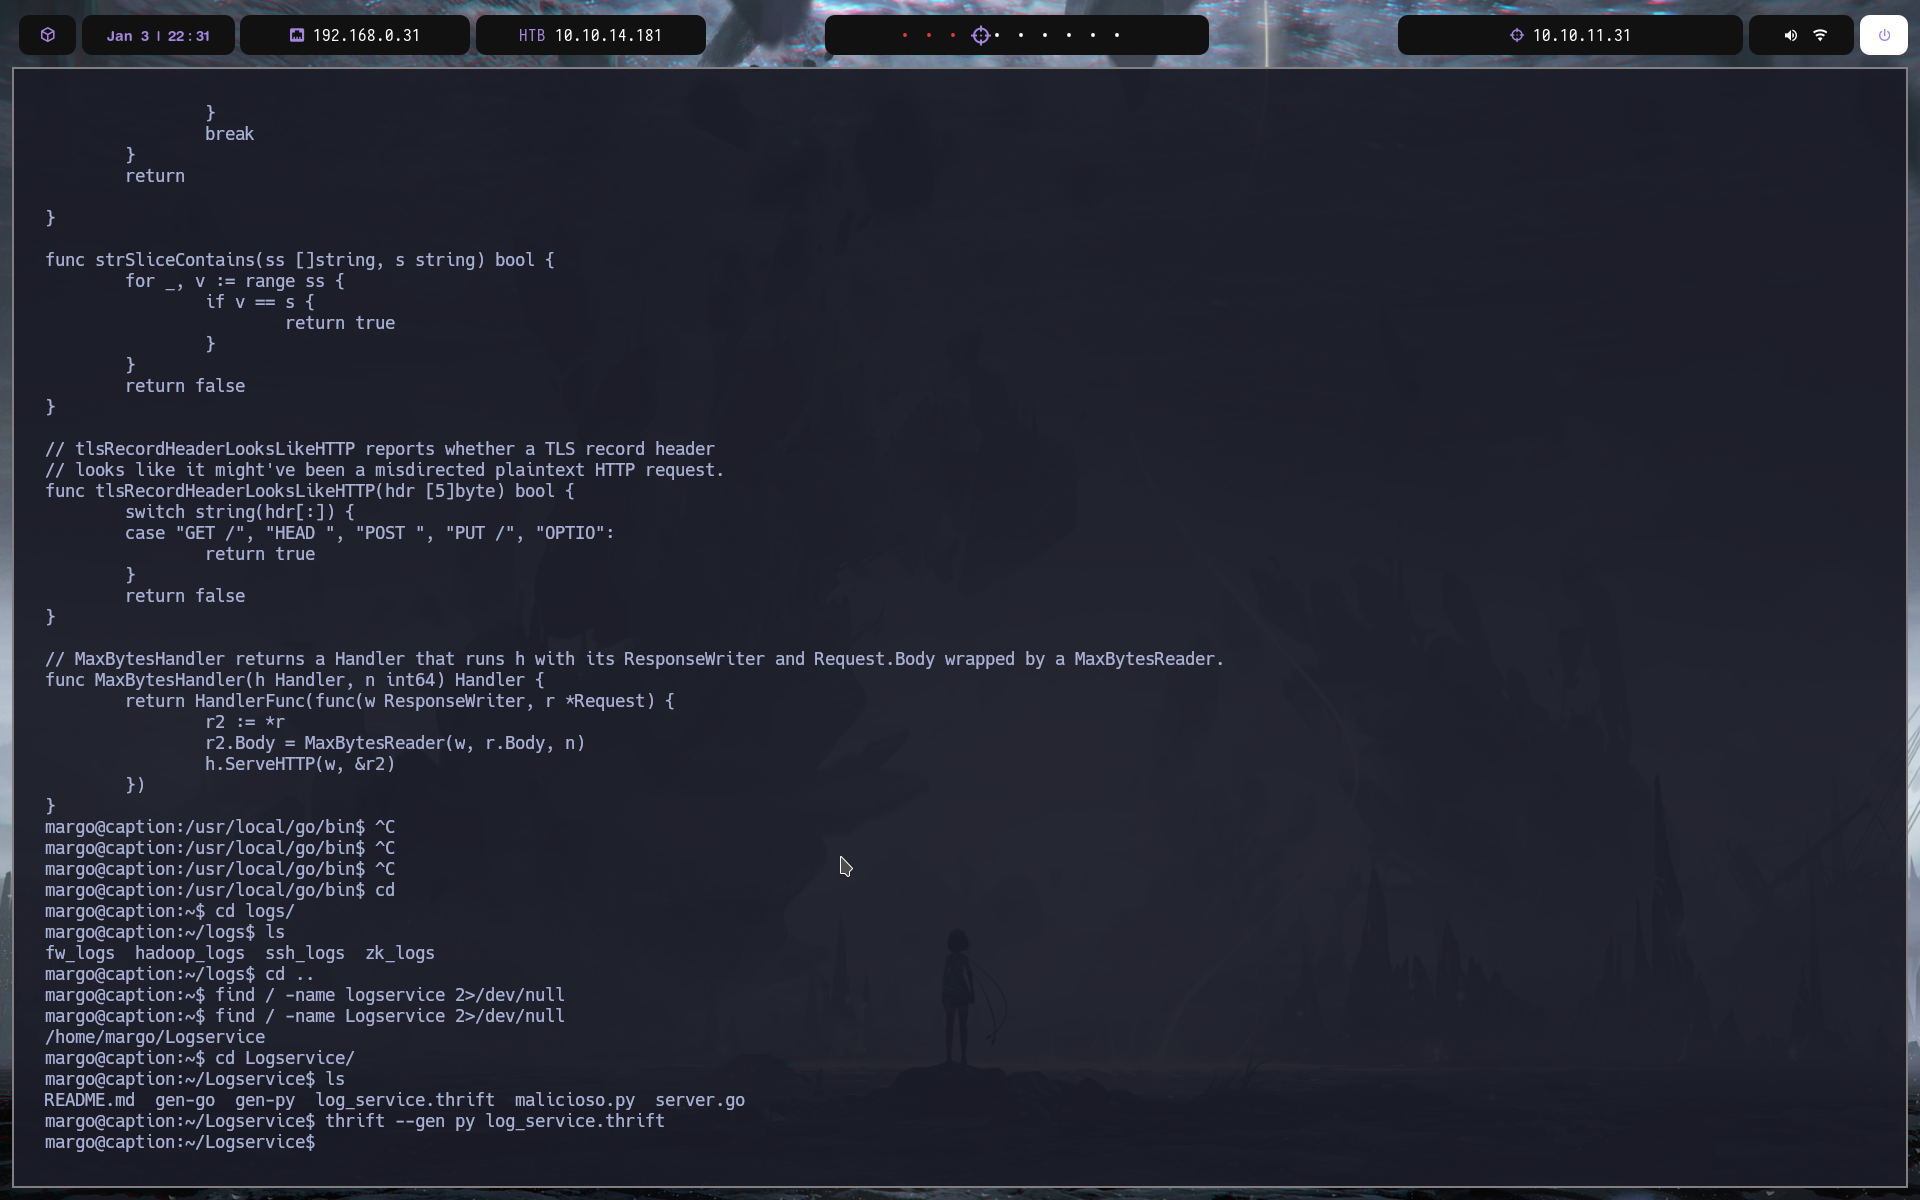 Jan 3 | 22:31 192.168.0.31 HTB 10.10.14.181 10.10.11.31
                }
                break
        }
        return

}

func strSliceContains(ss []string, s string) bool {
        for _, v := range ss {
                if v == s {
                        return true
                }
        }
        return false
}

// tlsRecordHeaderLooksLikeHTTP reports whether a TLS record header
// looks like it might've been a misdirected plaintext HTTP request.
func tlsRecordHeaderLooksLikeHTTP(hdr [5]byte) bool {
        switch string(hdr[:]) {
        case "GET /", "HEAD ", "POST ", "PUT /", "OPTIO":
                return true
        }
        return false
}

// MaxBytesHandler returns a Handler that runs h with its ResponseWriter and Request.Body wrapped by a MaxBytesReader.
func MaxBytesHandler(h Handler, n int64) Handler {
        return HandlerFunc(func(w ResponseWriter, r *Request) {
                r2 := *r
                r2.Body = MaxBytesReader(w, r.Body, n)
                h.ServeHTTP(w, &r2)
        })
}
margo@caption:/usr/local/go/bin$ ^C
margo@caption:/usr/local/go/bin$ ^C
margo@caption:/usr/local/go/bin$ ^C
margo@caption:/usr/local/go/bin$ cd
margo@caption:~$ cd logs/
margo@caption:~/logs$ ls
fw_logs  hadoop_logs  ssh_logs  zk_logs
margo@caption:~/logs$ cd ..
margo@caption:~$ find / -name logservice 2>/dev/null
margo@caption:~$ find / -name Logservice 2>/dev/null
/home/margo/Logservice
margo@caption:~$ cd Logservice/
margo@caption:~/Logservice$ ls
README.md  gen-go  gen-py  log_service.thrift  malicioso.py  server.go
margo@caption:~/Logservice$ thrift --gen py log_service.thrift
margo@caption:~/Logservice$